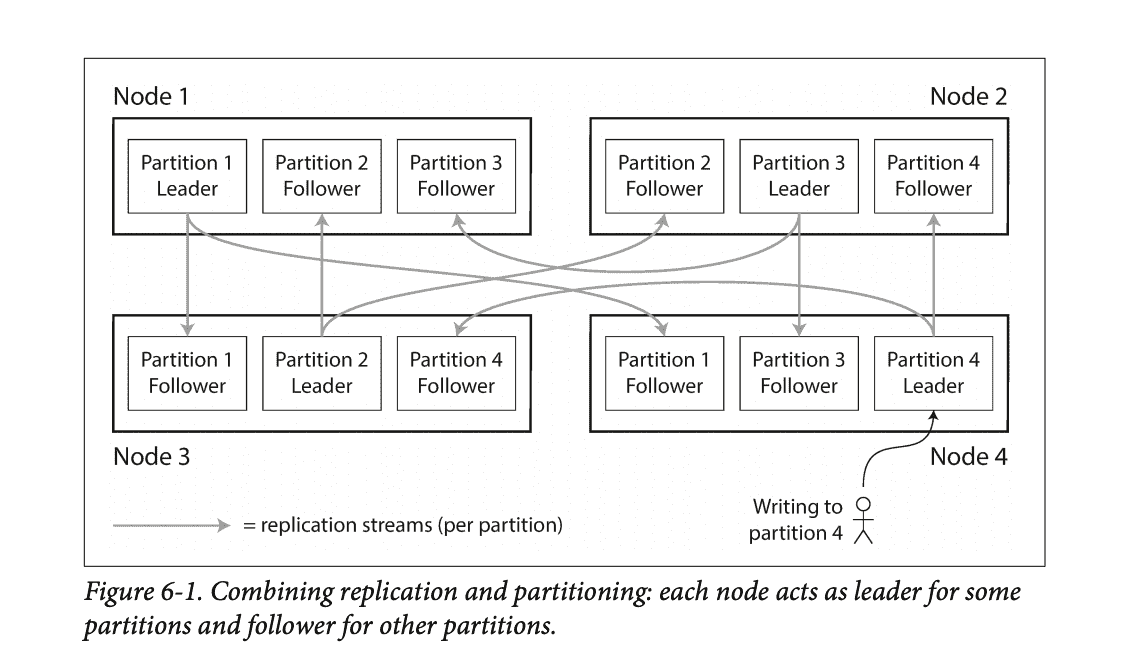 Node 1
Node 2
Partition 1
Leader
Partition 2
Follower
Partition 3
Follower
Partition 2
Follower
Partition 3
Leader
Partition 4
Follower
Partition 1
Follower
Partition 2
Leader
Partition 4
Follower
Partition 1
Follower
Partition 3
Follower
Partition 4
Leader
Node 3
Node 4
Writing to
partition 4
= replication streams (per partition)
Figure 6-1. Combining replication and partitioning: each node acts as leader for some
partitions and follower for other partitions.